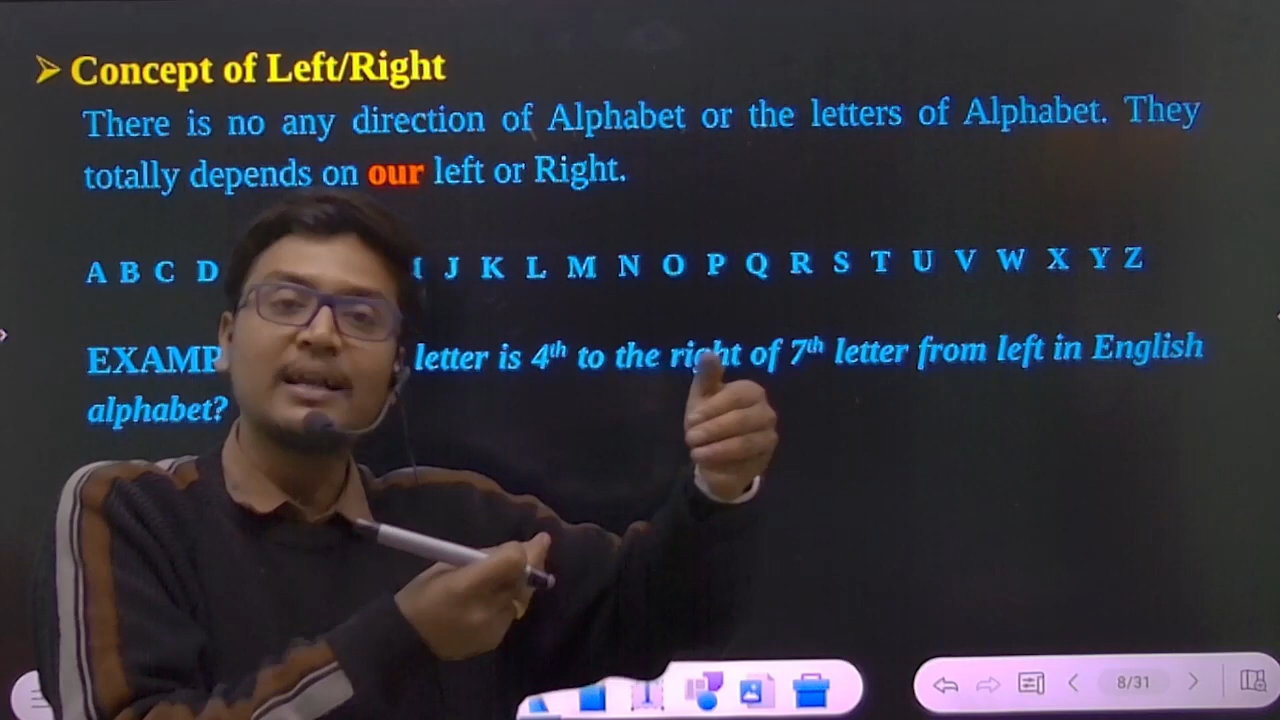 ➢ Concept of Left/Right
There is no any direction of Alphabet or the letters of Alphabet. They
totally depends on our left or Right.
A B C D J K L M N O P Q R S T U V W X Y Z
letter is 4th to the right of 7th letter from left in English
alphabet?
8/31